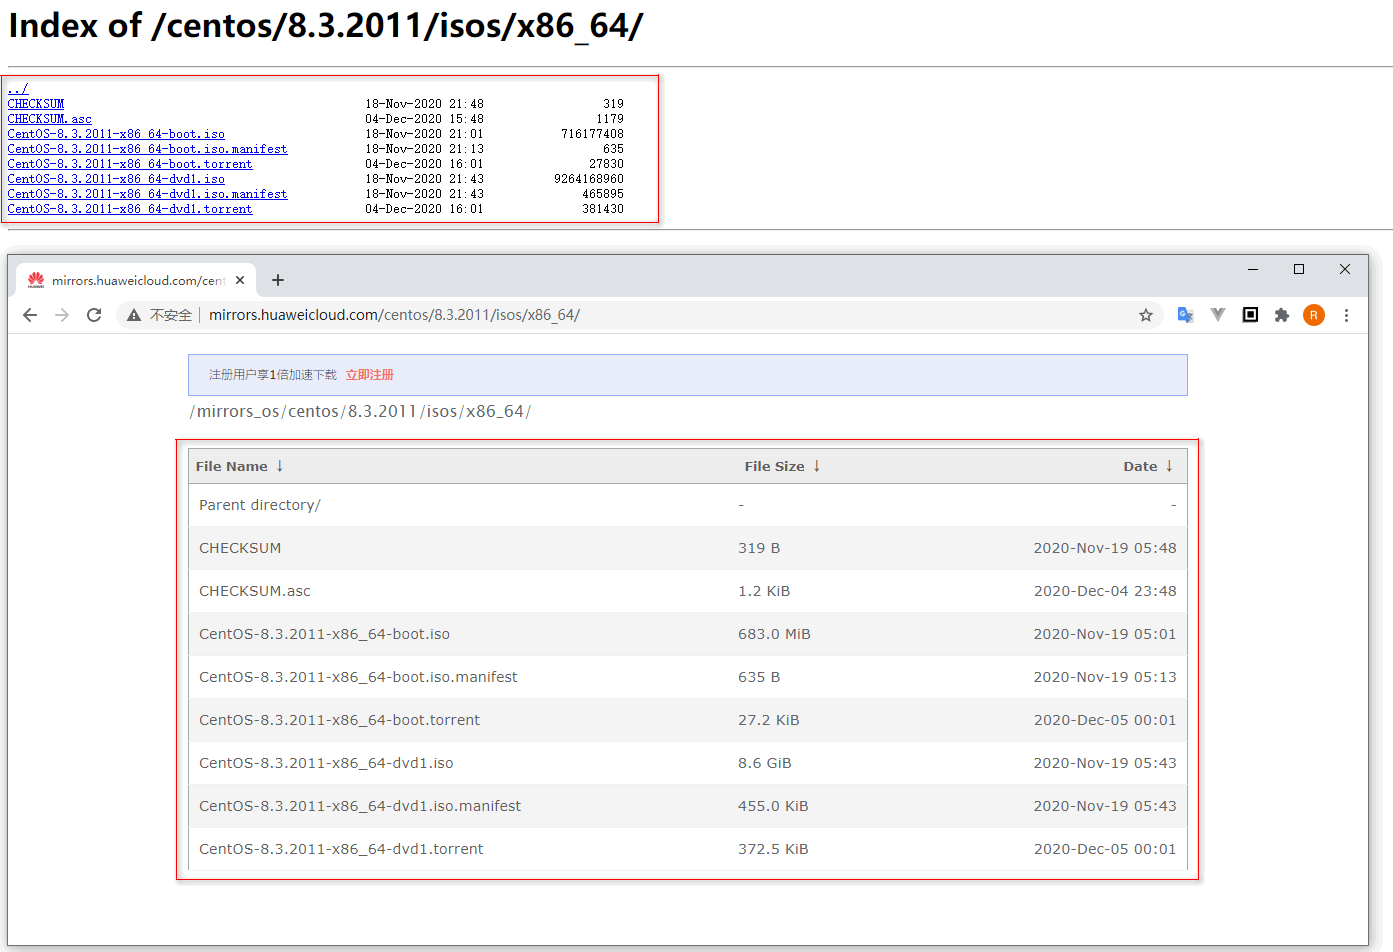 Index of /centos/8.3.2011/isos/x86_64/
../
CHECKSUM 18-Nov-2020 21:48 319
CHECKSUM.asc 04-Dec-2020 15:48 1179
CentOS-8.3.2011-x86_64-boot.iso 18-Nov-2020 21:01 716177408
CentOS-8.3.2011-x86_64-boot.iso.manifest 18-Nov-2020 21:13 635
CentOS-8.3.2011-x86_64-boot.torrent 04-Dec-2020 16:01 27830
CentOS-8.3.2011-x86_64-dvd1.iso 18-Nov-2020 21:43 9264168960
CentOS-8.3.2011-x86_64-dvd1.iso.manifest 18-Nov-2020 21:43 465895
CentOS-8.3.2011-x86_64-dvd1.torrent 04-Dec-2020 16:01 381430
mirrors.huaweicloud.com/cent
不安全 mirrors.huaweicloud.com/centos/8.3.2011/isos/x86_64/ R
注册用户享1倍加速下载 立即注册
/mirrors_os/centos/8.3.2011/isos/x86_64/
File Name ↓ File Size ↓ Date ↓
Parent directory/ - -
CHECKSUM 319 B 2020-Nov-19 05:48
CHECKSUM.asc 1.2 KiB 2020-Dec-04 23:48
CentOS-8.3.2011-x86_64-boot.iso 683.0 MiB 2020-Nov-19 05:01
CentOS-8.3.2011-x86_64-boot.iso.manifest 635 B 2020-Nov-19 05:13
CentOS-8.3.2011-x86_64-boot.torrent 27.2 KiB 2020-Dec-05 00:01
CentOS-8.3.2011-x86_64-dvd1.iso 8.6 GiB 2020-Nov-19 05:43
CentOS-8.3.2011-x86_64-dvd1.iso.manifest 455.0 KiB 2020-Nov-19 05:43
CentOS-8.3.2011-x86_64-dvd1.torrent 372.5 KiB 2020-Dec-05 00:01